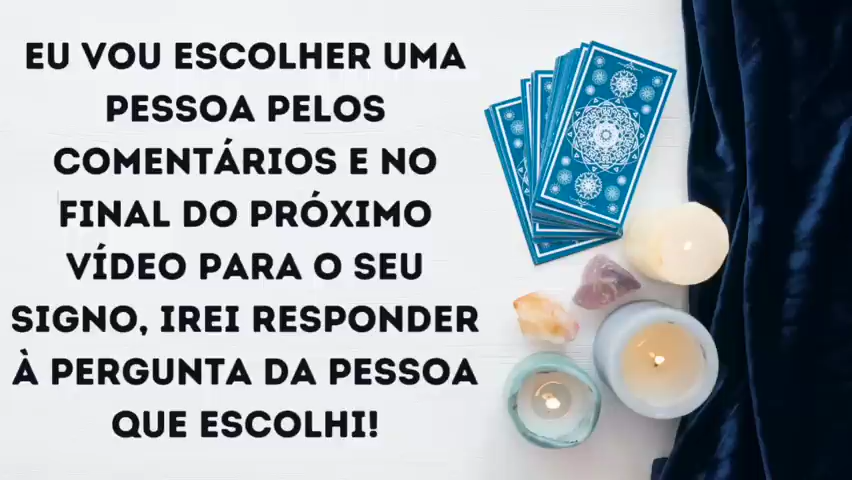 EU VOU ESCOLHER UMA
PESSOA PELOS
COMENTÁRIOS E NO
FINAL DO PRÓXIMO
VÍDEO PARA O SEU
SIGNO, IREI RESPONDER
À PERGUNTA DA PESSOA
QUE ESCOLHI!